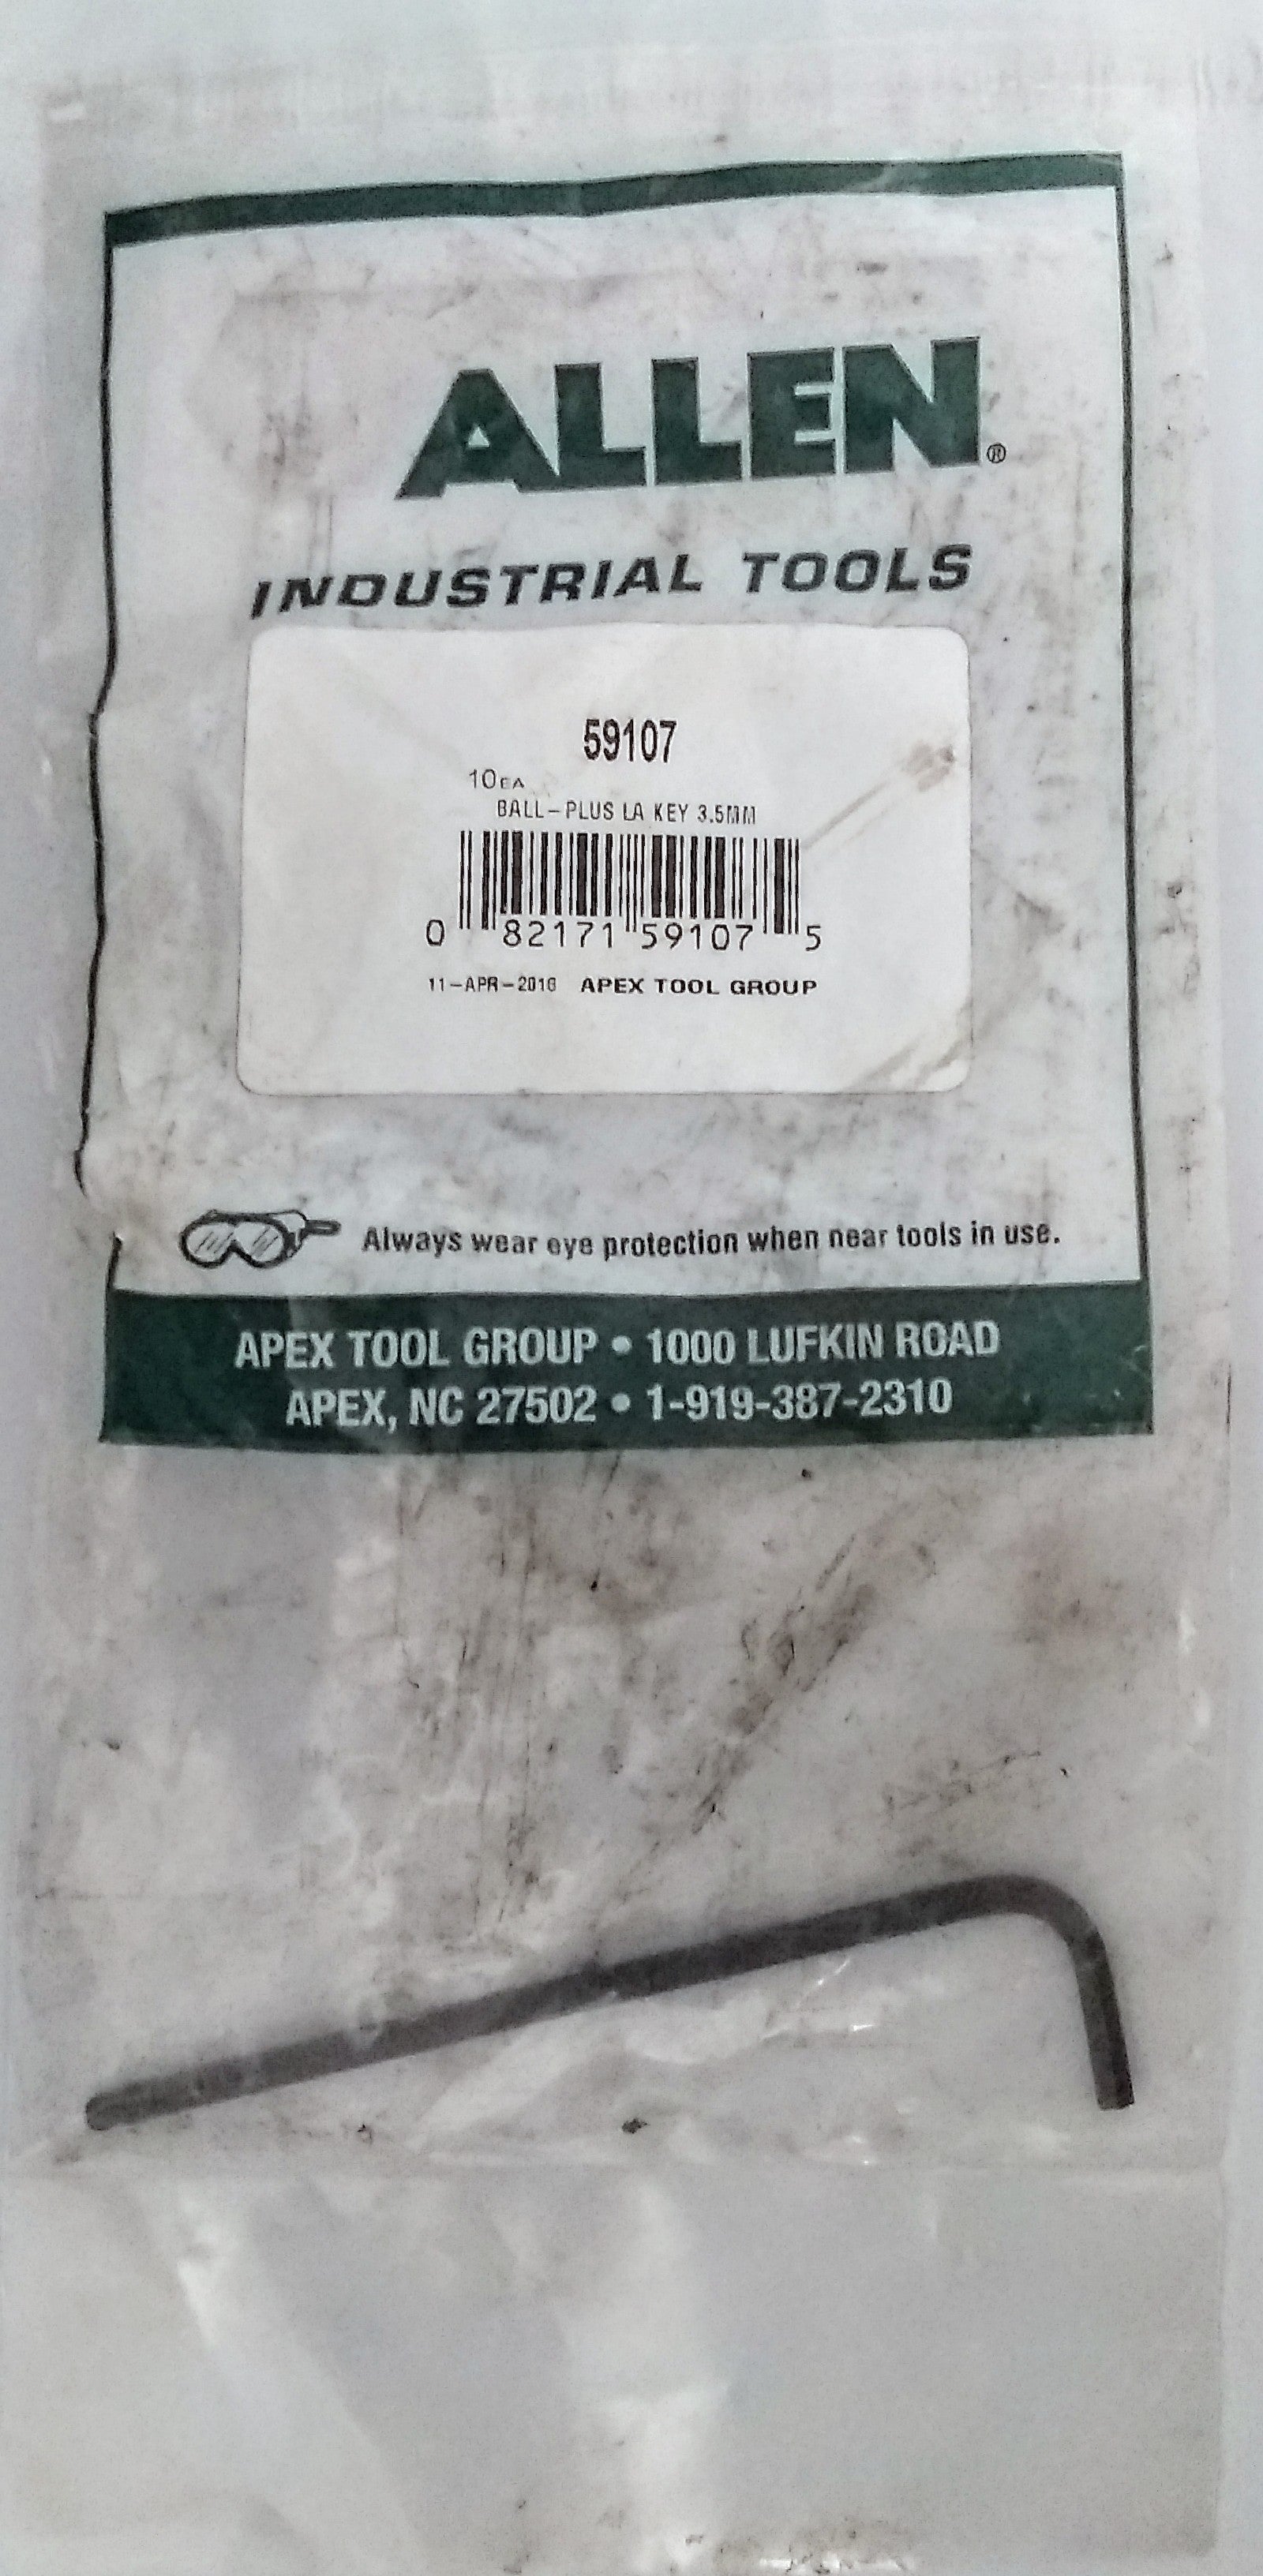 ALLEN®
INDUSTRIAL TOOLS
59107
10EA
BALL-PLUS LA KEY 3.5MM
0 82171 59107 5
11-APR-2016 APEX TOOL GROUP
Always wear eye protection when near tools in use.
APEX TOOL GROUP • 1000 LUFKIN ROAD
APEX, NC 27502 • 1-919-387-2310